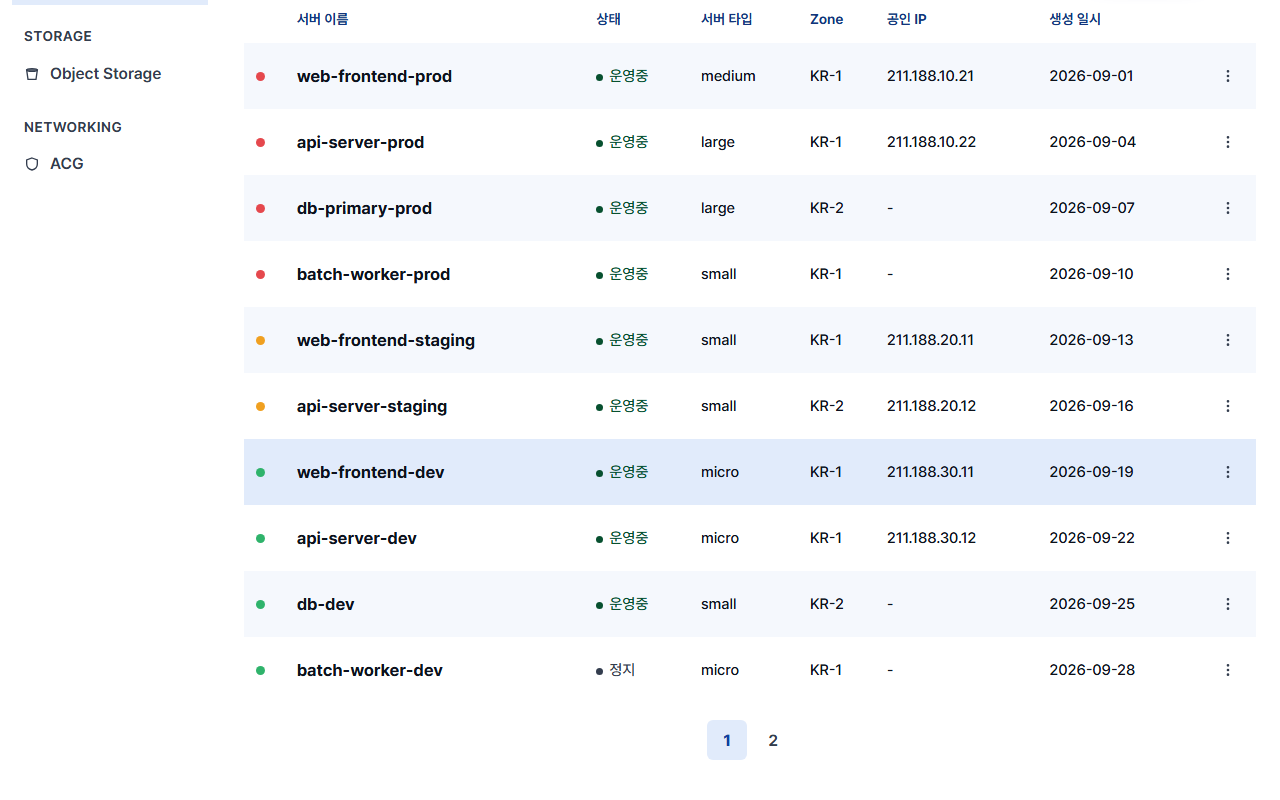 STORAGE
Object Storage
NETWORKING
ACG
서버 이름 상태 서버 타입 Zone 공인 IP 생성 일시
web-frontend-prod 운영중 medium KR-1 211.188.10.21 2026-09-01
api-server-prod 운영중 large KR-1 211.188.10.22 2026-09-04
db-primary-prod 운영중 large KR-2 - 2026-09-07
batch-worker-prod 운영중 small KR-1 - 2026-09-10
web-frontend-staging 운영중 small KR-1 211.188.20.11 2026-09-13
api-server-staging 운영중 small KR-2 211.188.20.12 2026-09-16
web-frontend-dev 운영중 micro KR-1 211.188.30.11 2026-09-19
api-server-dev 운영중 micro KR-1 211.188.30.12 2026-09-22
db-dev 운영중 small KR-2 - 2026-09-25
batch-worker-dev 정지 micro KR-1 - 2026-09-28
1 2